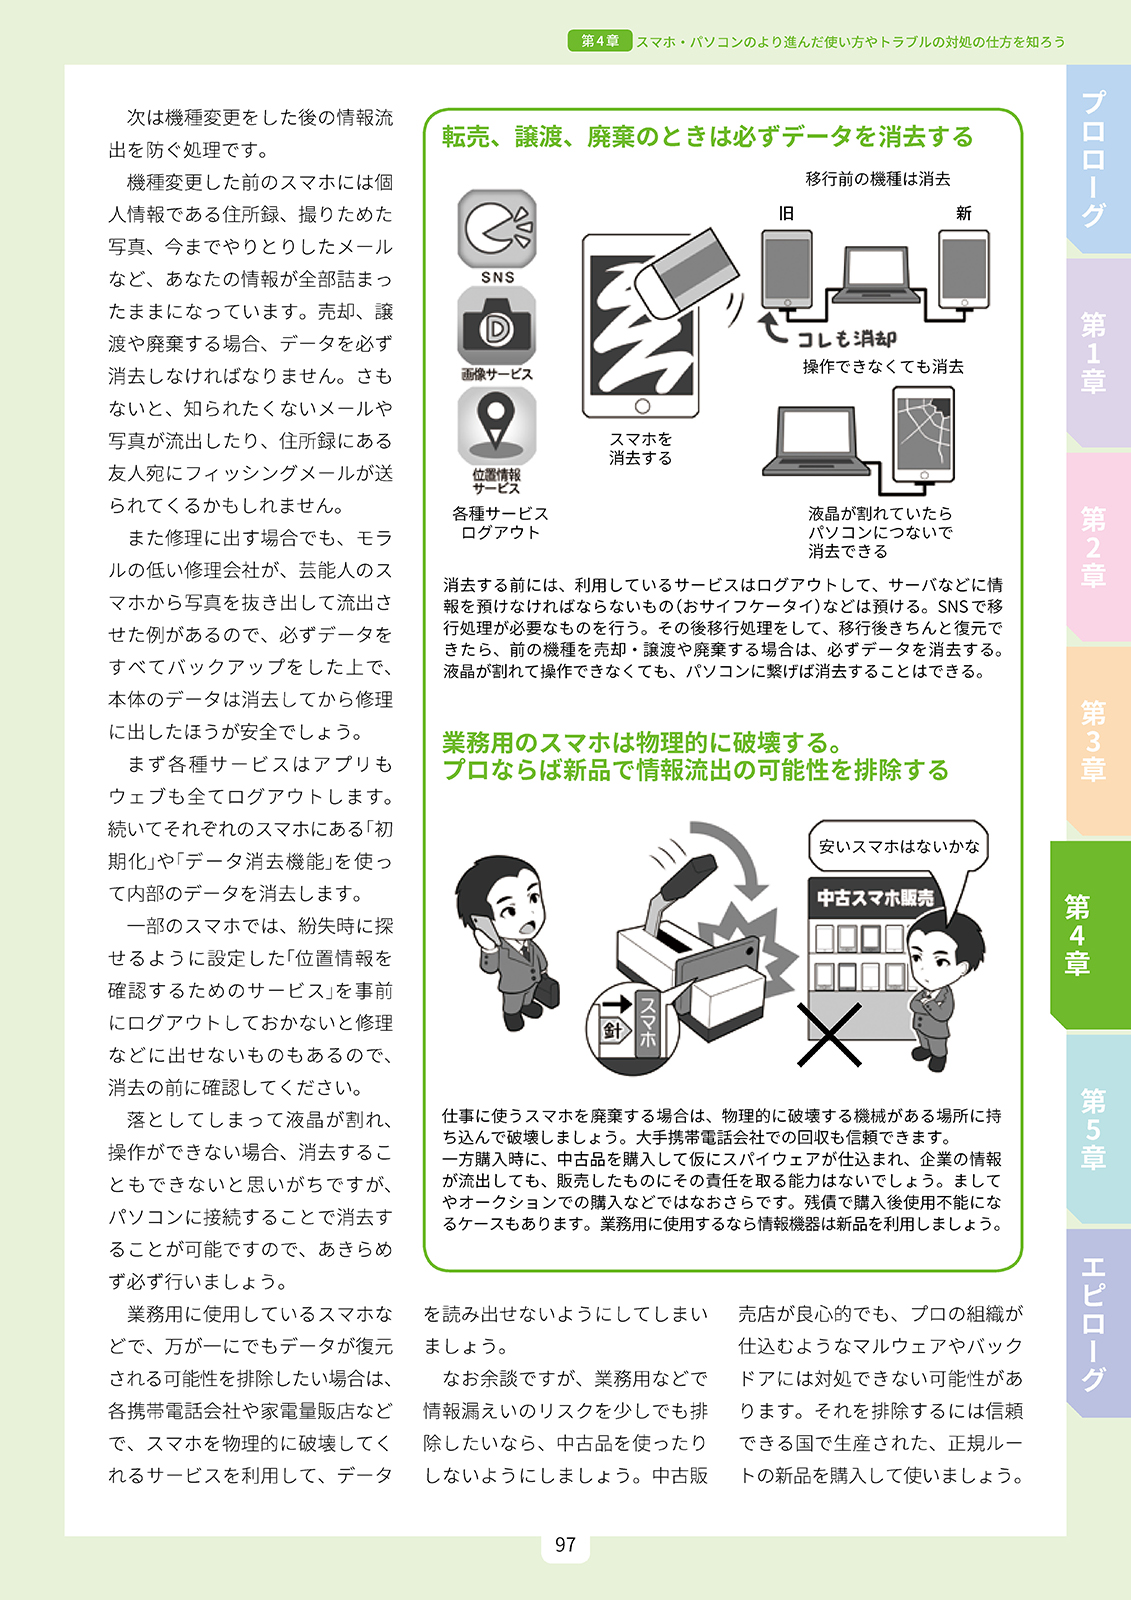 第4章 スマホ・パソコンのより進んだ使い方やトラブルの対処の仕方を知ろう
次は機種変更をした後の情報流
出を防ぐ処理です。
機種変更した前のスマホには個
人情報である住所録、撮りためた
写真、今までやりとりしたメール
など、あなたの情報が全部詰まっ
たままになっています。売却、譲
渡や廃棄する場合、データを必ず
消去しなければなりません。さも
ないと、知られたくないメールや
写真が流出したり、住所録にある
友人宛にフィッシングメールが送
られてくるかもしれません。
また修理に出す場合でも、モラ
ルの低い修理会社が、芸能人のス
マホから写真を抜き出して流出さ
せた例があるので、必ずデータを
すべてバックアップをした上で、
本体のデータは消去してから修理
に出したほうが安全でしょう。
まず各種サービスはアプリも
ウェブも全てログアウトします。
続いてそれぞれのスマホにある「初
期化」や「データ消去機能」を使っ
て内部のデータを消去します。
一部のスマホでは、紛失時に探
せるように設定した「位置情報を
確認するためのサービス」を事前
にログアウトしておかないと修理
などに出せないものもあるので、
消去の前に確認してください。
落としてしまって液晶が割れ、
操作ができない場合、消去するこ
ともできないと思いがちですが、
パソコンに接続することで消去す
ることが可能ですので、あきらめ
ず必ず行いましょう。
業務用に使用しているスマホな
どで、万が一にでもデータが復元
される可能性を排除したい場合は、
各携帯電話会社や家電量販店など
で、スマホを物理的に破壊してく
れるサービスを利用して、データ
転売、譲渡、廃棄のときは必ずデータを消去する
SNS
D
画像サービス
位置情報
サービス
各種サービス
ログアウト
スマホを
消去する
移行前の機種は消去
旧
新
コレも消却
操作できなくても消去
液晶が割れていたら
パソコンにつないで
消去できる
消去する前には、利用しているサービスはログアウトして、サーバなどに情
報を預けなければならないもの（おサイフケータイ）などは預ける。SNSで移
行処理が必要なものを行う。その後移行処理をして、移行後きちんと復元で
きたら、前の機種を売却・譲渡や廃棄する場合は、必ずデータを消去する。
液晶が割れて操作できなくても、パソコンに繋げば消去することはできる。
業務用のスマホは物理的に破壊する。
プロならば新品で情報流出の可能性を排除する
針
スマホ
安いスマホはないかな
中古スマホ販売
仕事に使うスマホを廃棄する場合は、物理的に破壊する機械がある場所に持
ち込んで破壊しましょう。大手携帯電話会社での回収も信頼できます。
一方購入時に、中古品を購入して仮にスパイウェアが仕込まれ、企業の情報
が流出しても、販売したものにその責任を取る能力はないでしょう。まして
やオークションでの購入などではなおさらです。残債で購入後使用不能にな
るケースもあります。業務用に使用するなら情報機器は新品を利用しましょう。
を読み出せないようにしてしまい
ましょう。
なお余談ですが、業務用などで
情報漏えいのリスクを少しでも排
除したいなら、中古品を使ったり
しないようにしましょう。中古販
売店が良心的でも、プロの組織が
仕込むようなマルウェアやバック
ドアには対処できない可能性があ
ります。それを排除するには信頼
できる国で生産された、正規ルー
トの新品を購入して使いましょう。
プロローグ
第1章
第2章
第3章
第4章
第5章
エピローグ
97